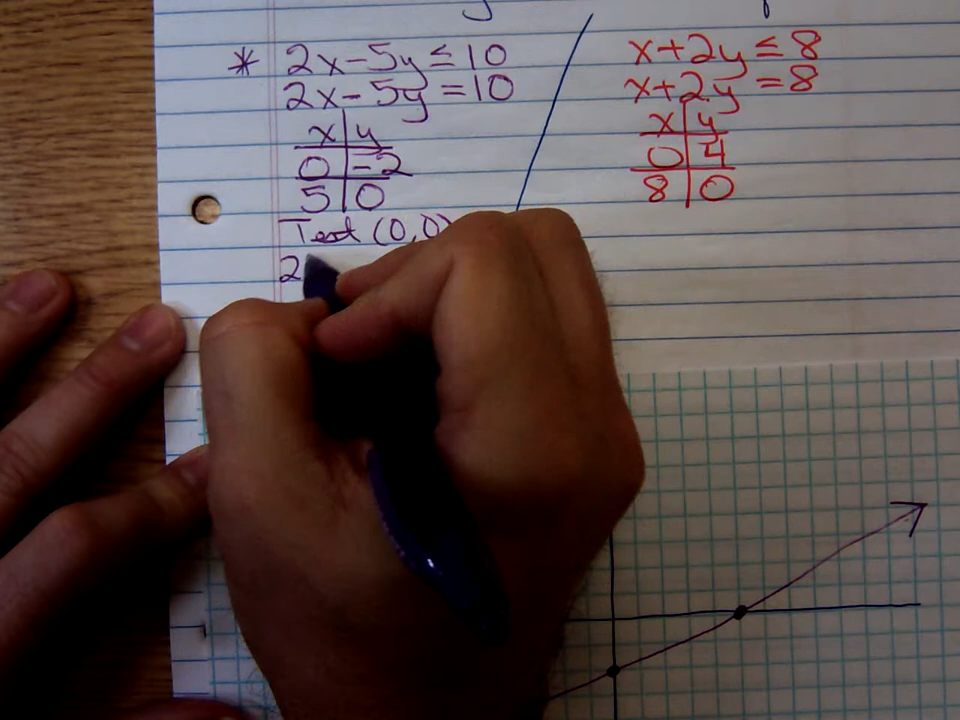 * 2x-5y≤10
2x-5y=10
x y
0 -2
5 0
Test (0,0)
2
x+2y≤8
x+2y=8
x y
0 4
8 0